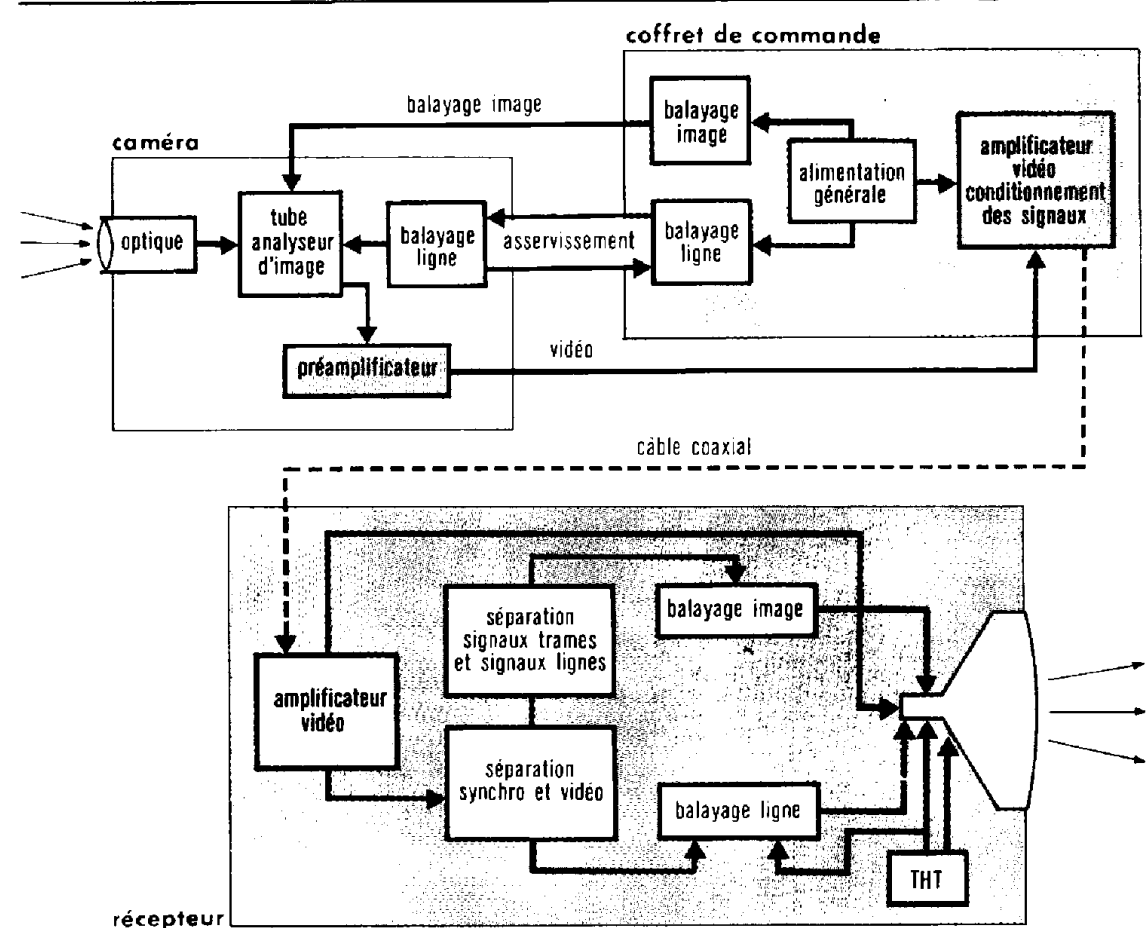 coffret de commande
balayage image
balayage
image
caméra
alimentation
générale
amplificateur
vidéo
conditionnement
des signaux
optique
tube
analyseur
d'image
balayage
ligne
asservissement
balayage
ligne
préamplificateur
vidéo
câble coaxial
séparation
signaux trames
et signaux lignes
balayage image
amplificateur
vidéo
séparation
synchro et vidéo
balayage ligne
THT
récepteur